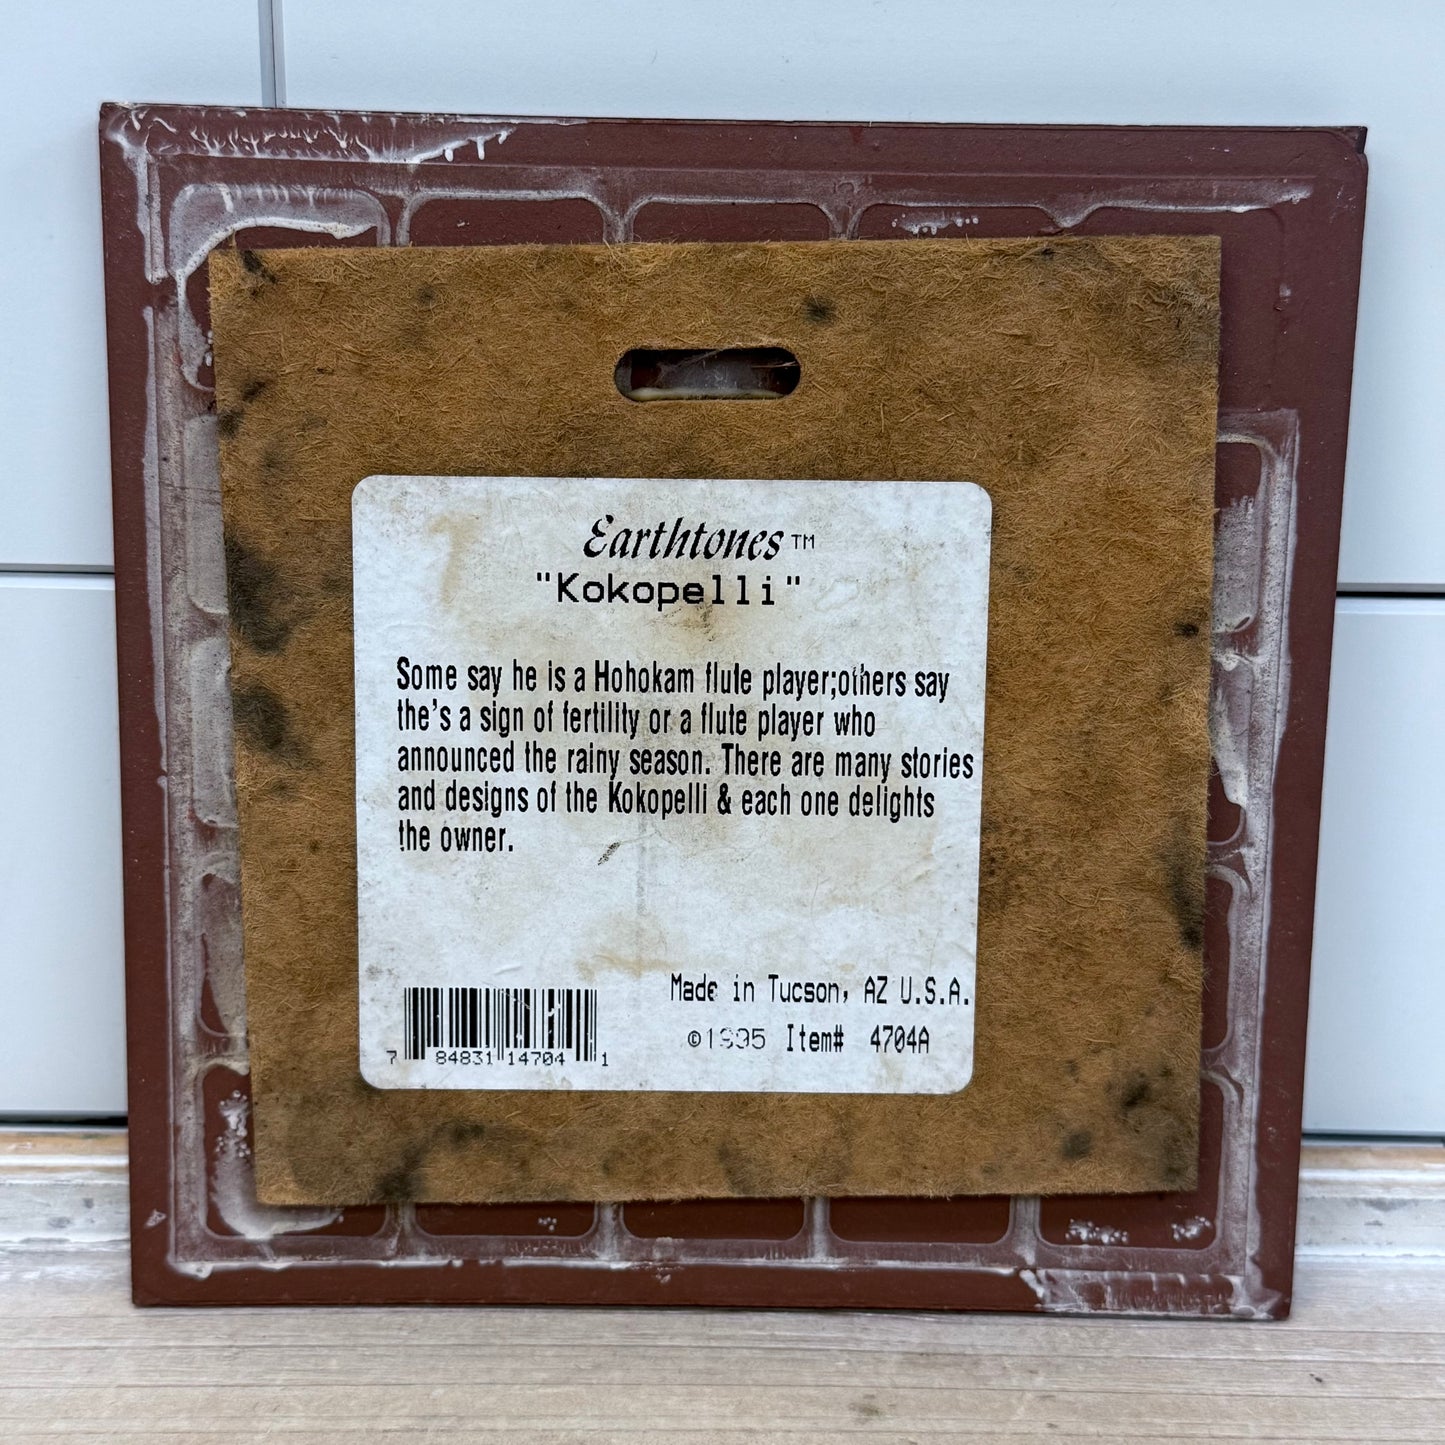 Earthtones™
"Kokopelli"
Some say he is a Hohokam flute player;others say
the's a sign of fertility or a flute player who
announced the rainy season. There are many stories
and designs of the Kokopelli & each one delights
the owner.
Made in Tucson, AZ U.S.A.
©1995 Item# 4704A
7 84831 14704 1